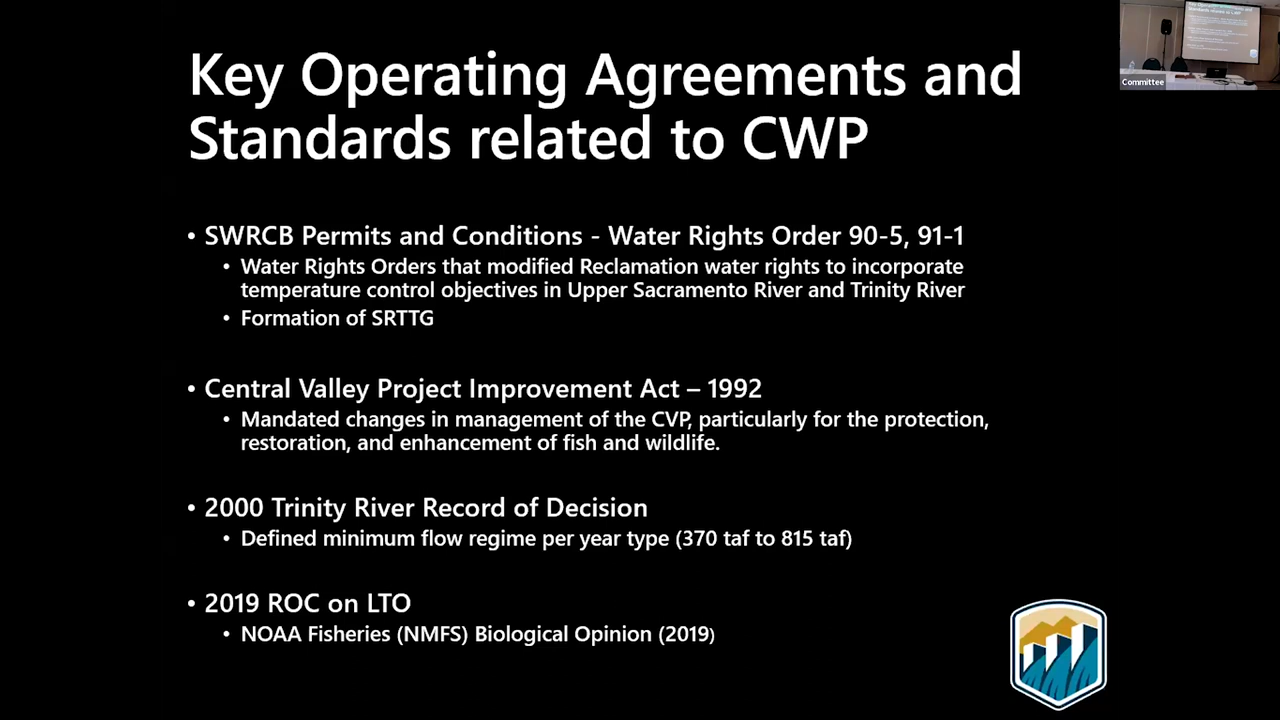 Key Operating Agreements and
Standards related to CWP
Committee
• SWRCB Permits and Conditions - Water Rights Order 90-5, 91-1
• Water Rights Orders that modified Reclamation water rights to incorporate
temperature control objectives in Upper Sacramento River and Trinity River
• Formation of SRTTG
• Central Valley Project Improvement Act – 1992
• Mandated changes in management of the CVP, particularly for the protection,
restoration, and enhancement of fish and wildlife.
• 2000 Trinity River Record of Decision
• Defined minimum flow regime per year type (370 taf to 815 taf)
• 2019 ROC on LTO
• NOAA Fisheries (NMFS) Biological Opinion (2019)